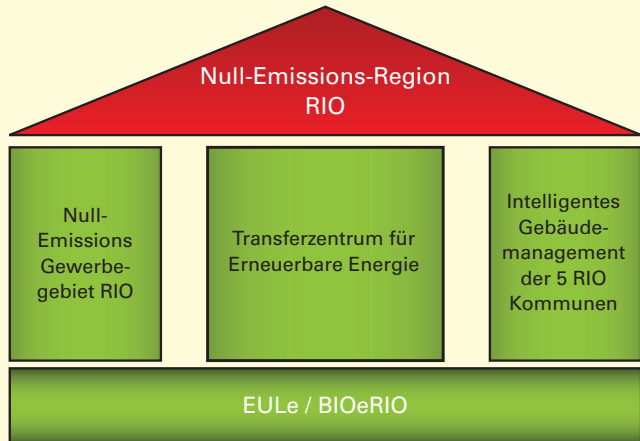 Null-Emissions-Region
RIO
Null-
Emissions
Gewerbe-
gebiet RIO
Transferzentrum für
Erneuerbare Energie
Intelligentes
Gebäude-
management
der 5 RIO
Kommunen
EULe / BIOeRIO